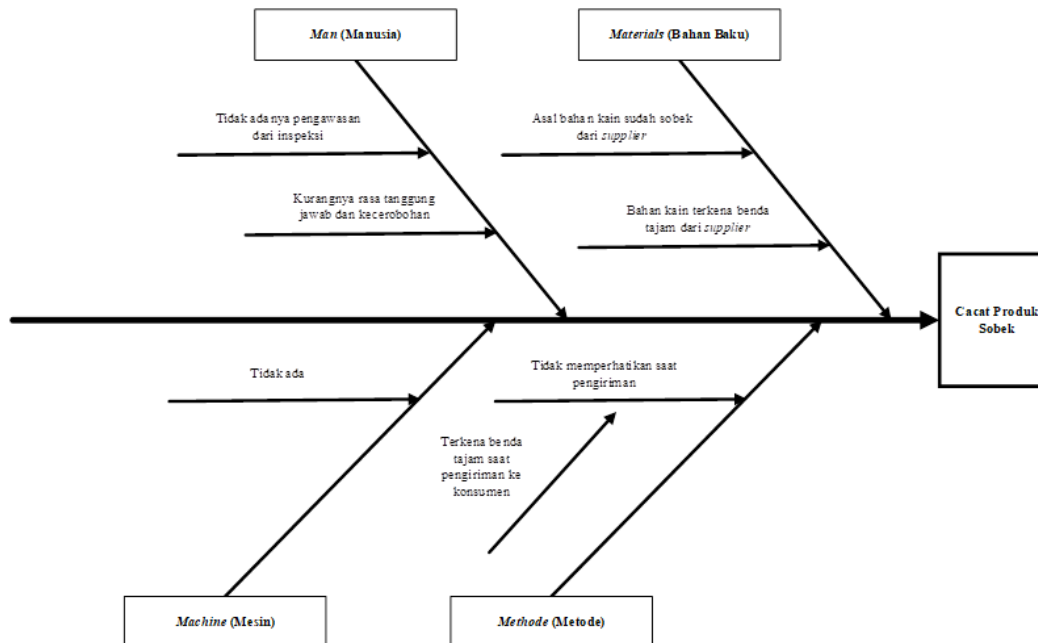 Man (Manusia)
Materials (Bahan Baku)
Tidak adanya pengawasan
dari inspeksi
Asal bahan kain sudah sobek
dari supplier
Kurangnya rasa tanggung
jawab dan kecerobohan
Bahan kain terkena benda
tajam dari supplier
Cacat Produk
Sobek
Tidak ada
Tidak memperhatikan saat
pengiriman
Terkena benda
tajam saat
pengiriman ke
konsumen
Machine (Mesin)
Methode (Metode)